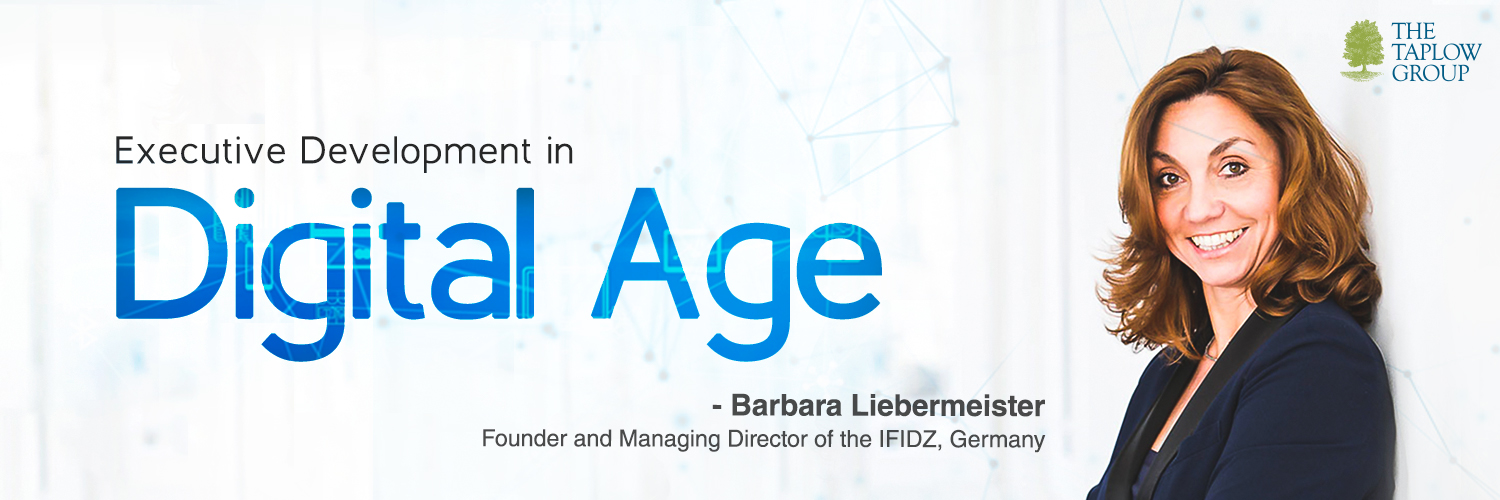 THE
TAPLOW
GROUP
Executive Development in
Digital Age
- Barbara Liebermeister
Founder and Managing Director of the IFIDZ, Germany